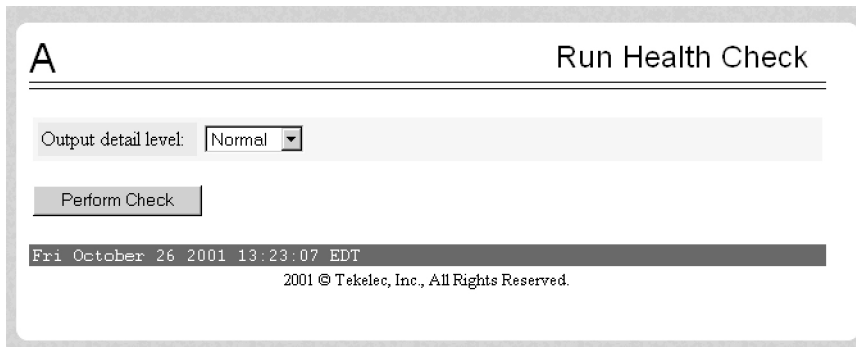 A Run Health Check
Output detail level: Normal
Perform Check
Fri October 26 2001 13:23:07 EDT
2001 © Tekelec, Inc., All Rights Reserved.